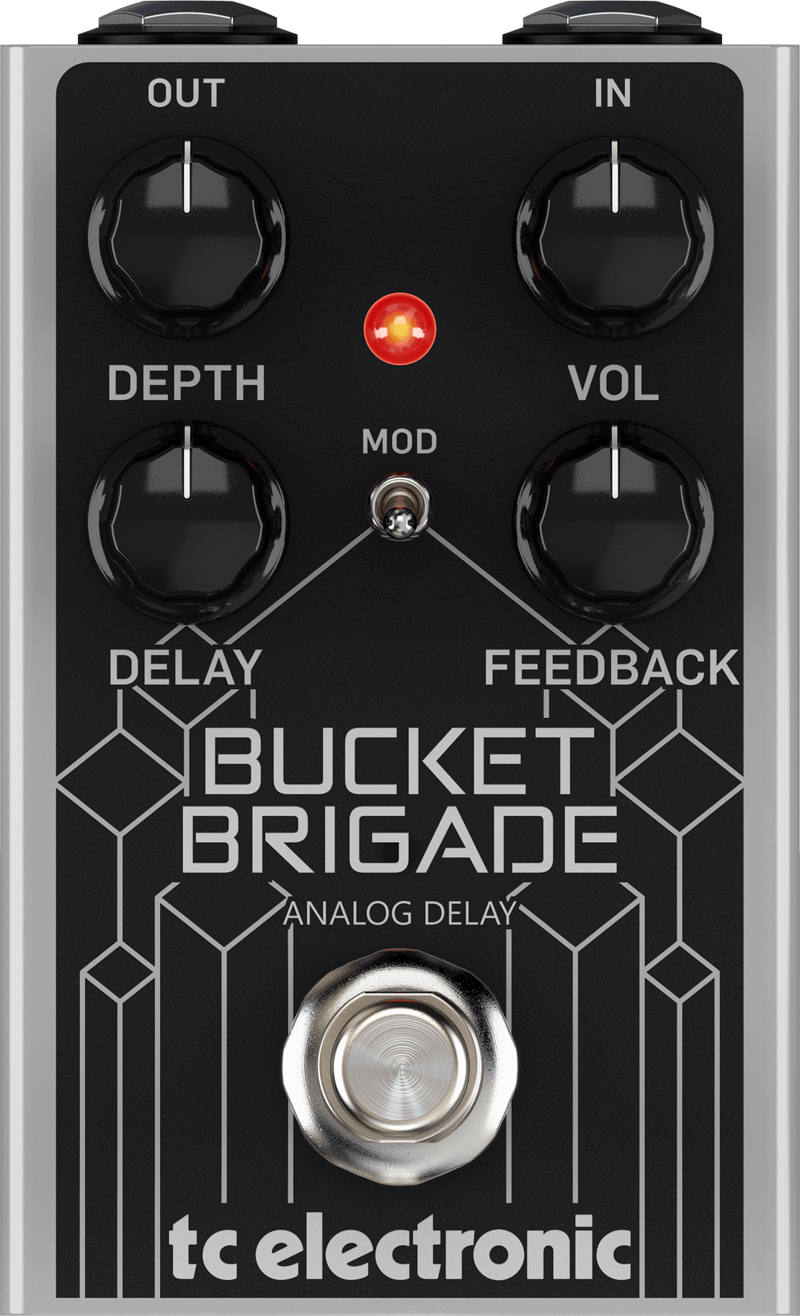 OUT IN
DEPTH VOL
MOD
DELAY FEEDBACK
BUCKET
BRIGADE
ANALOG DELAY
tc electronic